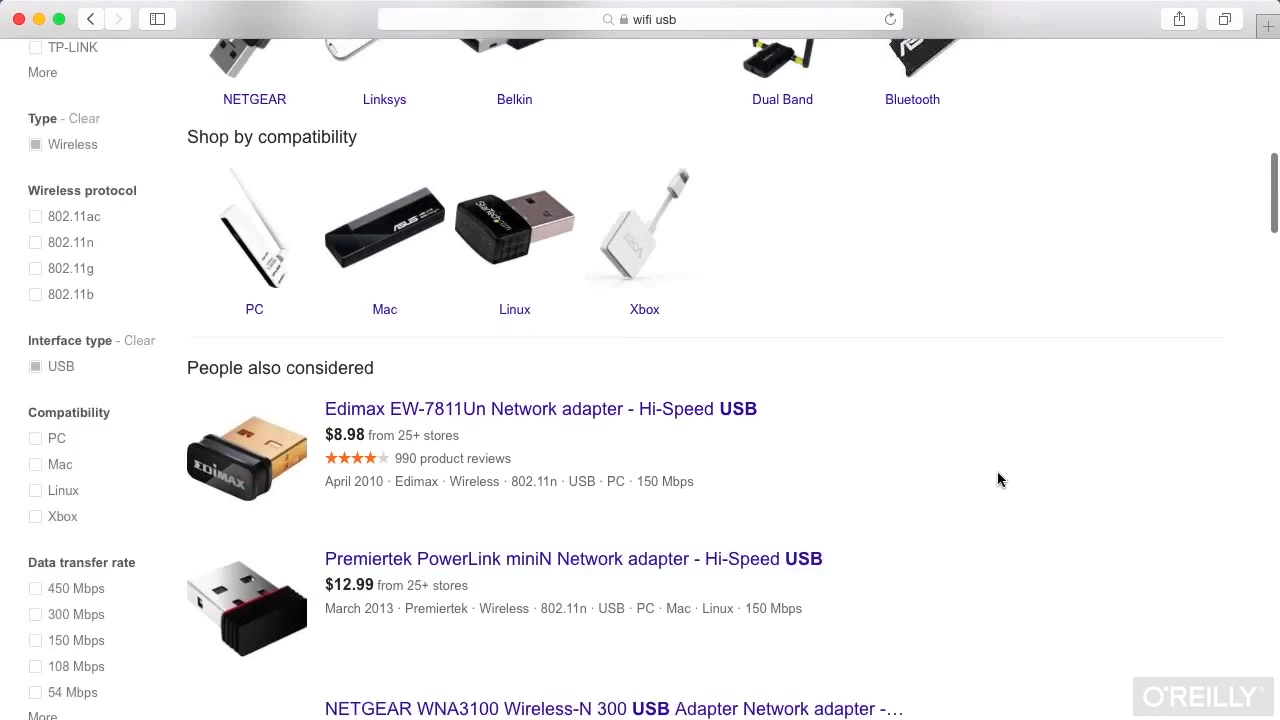 wifi usb
TP-LINK
More
Type - Clear
Wireless
Wireless protocol
802.11ac
802.11n
802.11g
802.11b
Interface type - Clear
USB
Compatibility
PC
Mac
Linux
Xbox
Data transfer rate
450 Mbps
300 Mbps
150 Mbps
108 Mbps
54 Mbps
More
ASUS
NETGEAR Linksys Belkin Dual Band Bluetooth
Shop by compatibility
ASUS
StarTech.com
PC Mac Linux Xbox
People also considered
EDIMAX
Edimax EW-7811Un Network adapter - Hi-Speed USB
$8.98 from 25+ stores
990 product reviews
April 2010 · Edimax · Wireless · 802.11n · USB · PC · 150 Mbps
Premiertek PowerLink miniN Network adapter - Hi-Speed USB
$12.99 from 25+ stores
March 2013 · Premiertek · Wireless · 802.11n · USB · PC · Mac · Linux · 150 Mbps
NETGEAR WNA3100 Wireless-N 300 USB Adapter Network adapter -…
O'REILLY